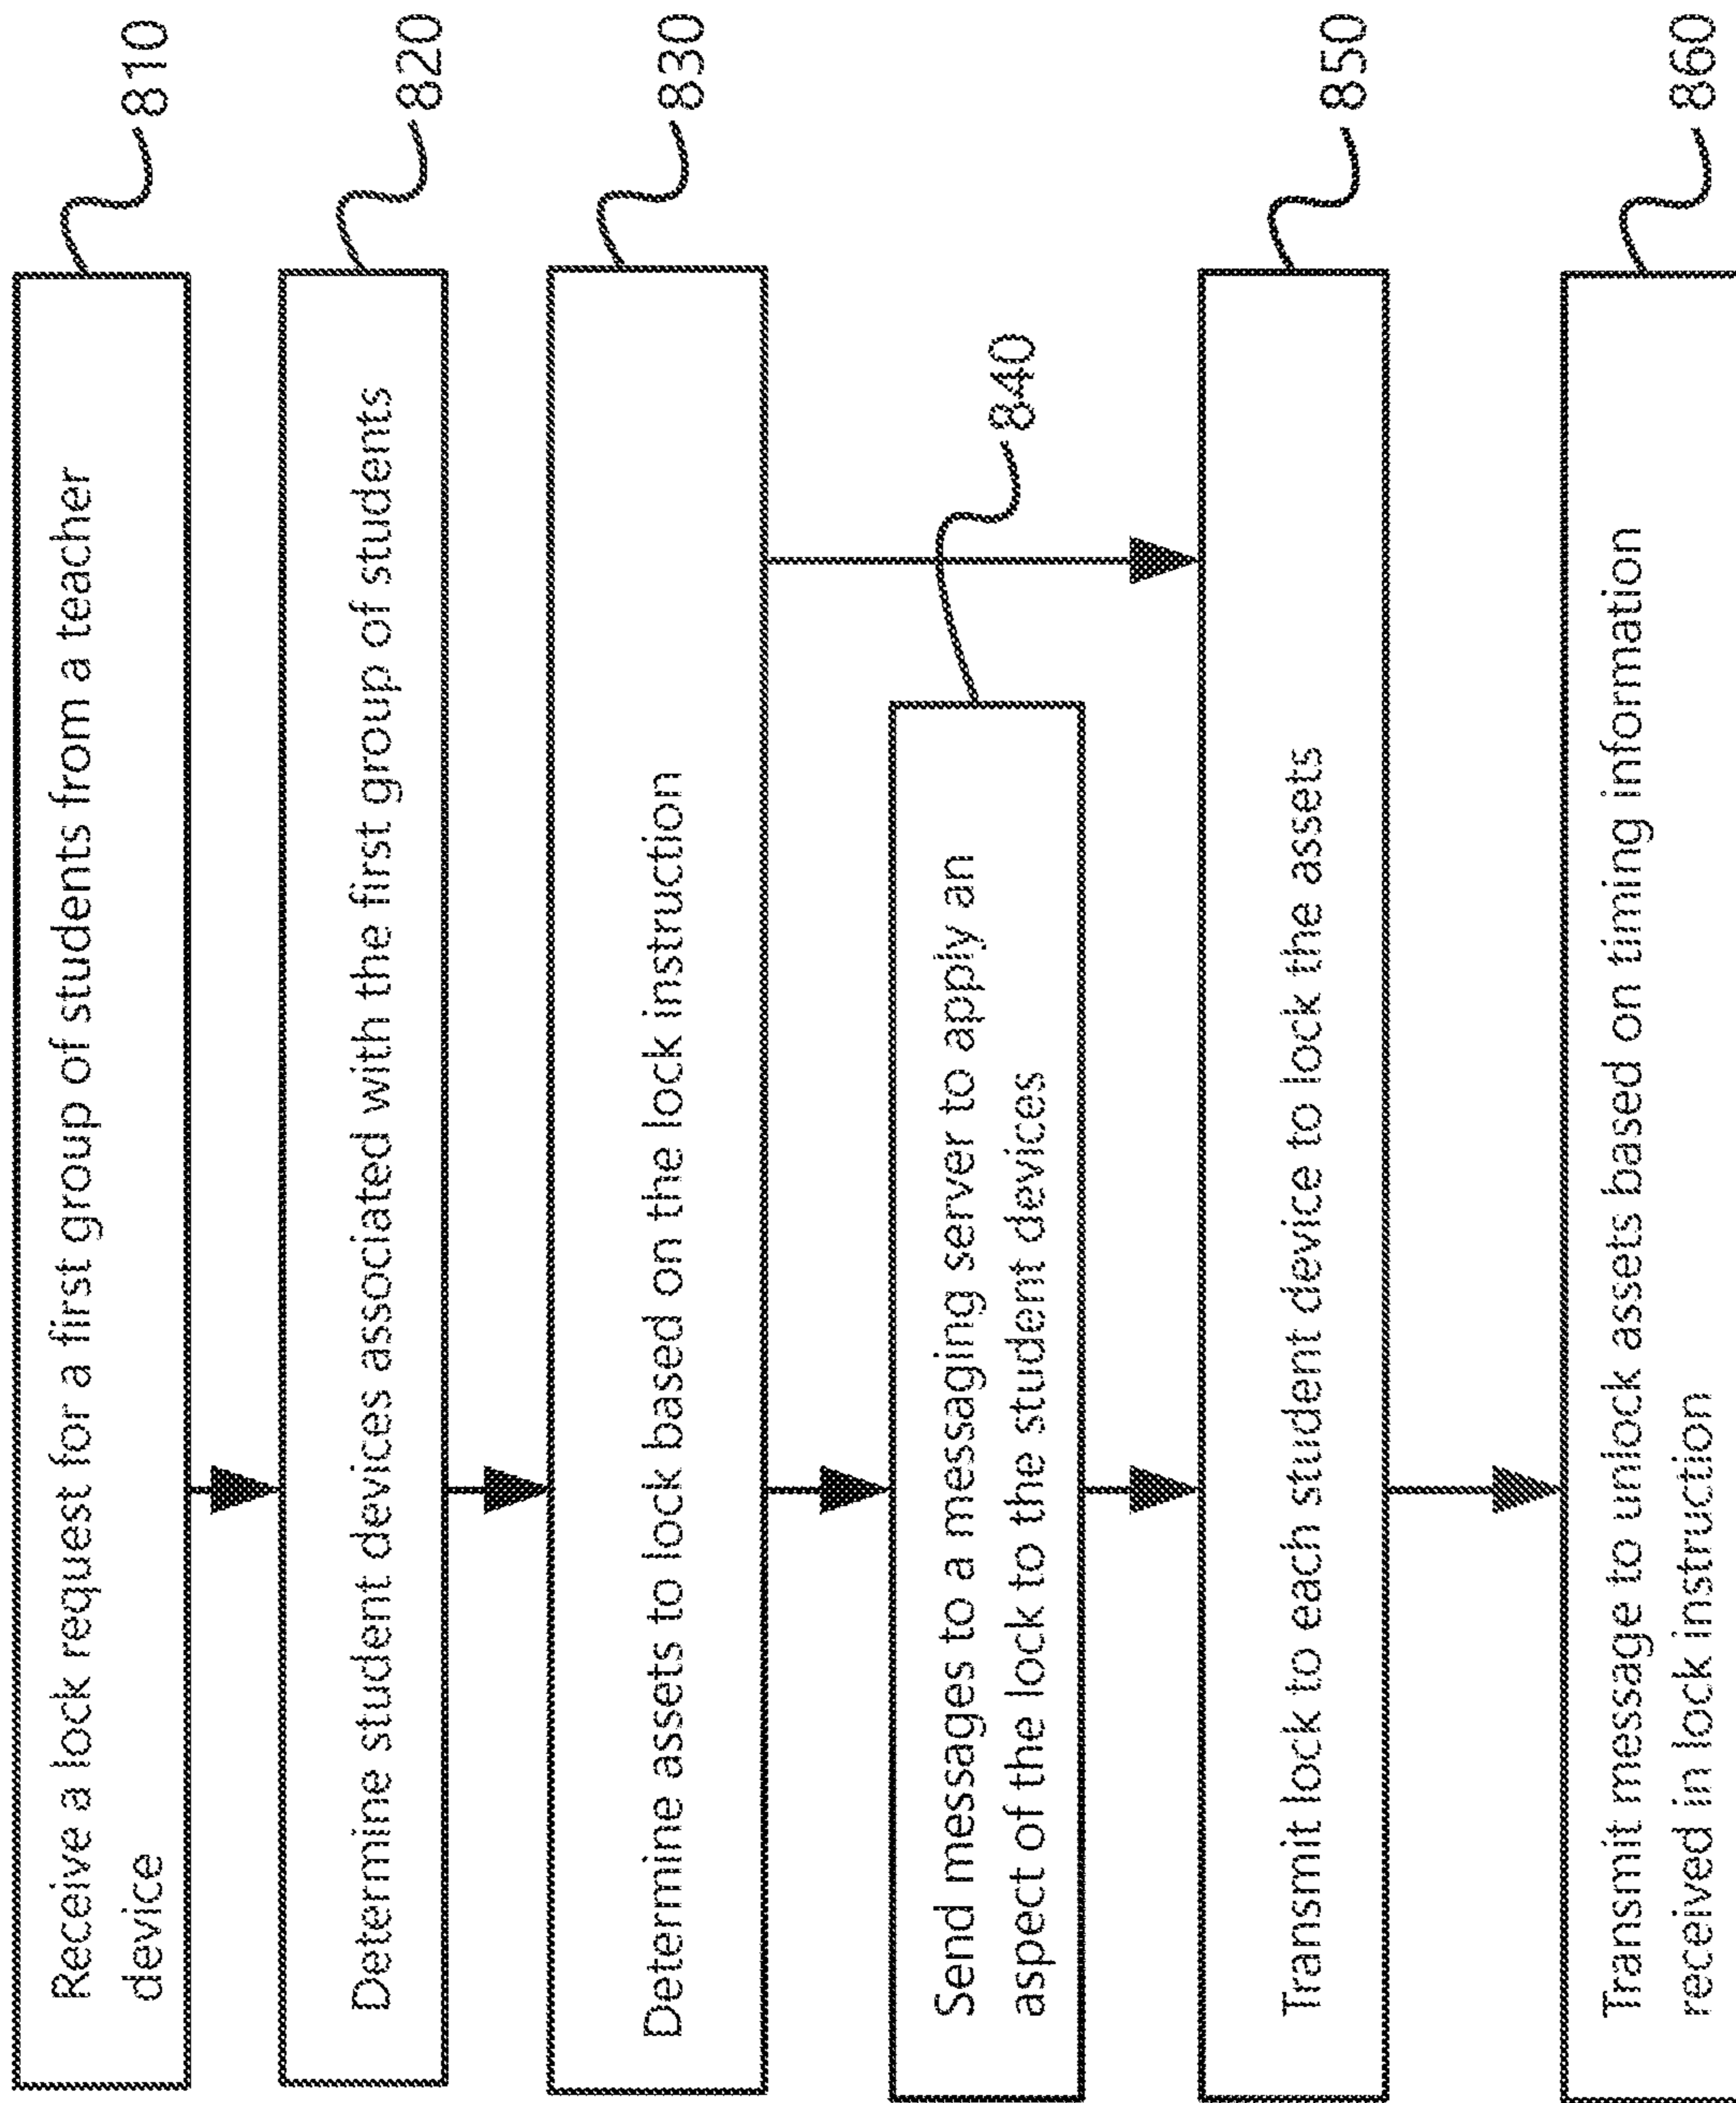 Receive a lock request for a first group of students from a teacher
device
810
Determine student devices associated with the first group of students
820
Determine assets to lock based on the lock instruction
830
Send messages to a messaging server to apply an
aspect of the lock to the student devices
840
Transmit lock to each student device to lock the assets
850
Transmit message to unlock assets based on timing information
received in lock instruction
860